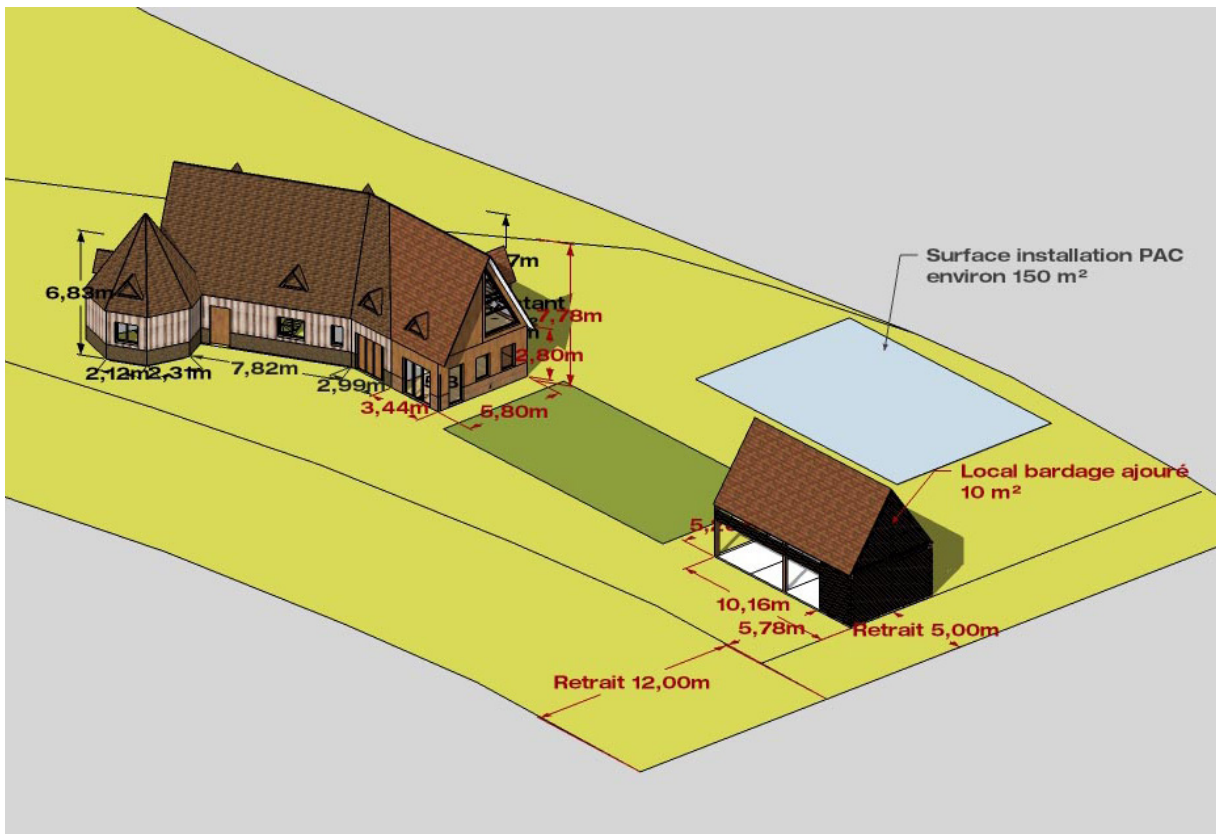 Surface installation PAC
environ 150 m²
6,83m
7m
tant
7,78m
2,80m
2,12m
2,31m
7,82m
2,99m
3,44m
5,80m
Local bardage ajouré
10 m²
10,16m
5,78m
Retrait 5,00m
Retrait 12,00m